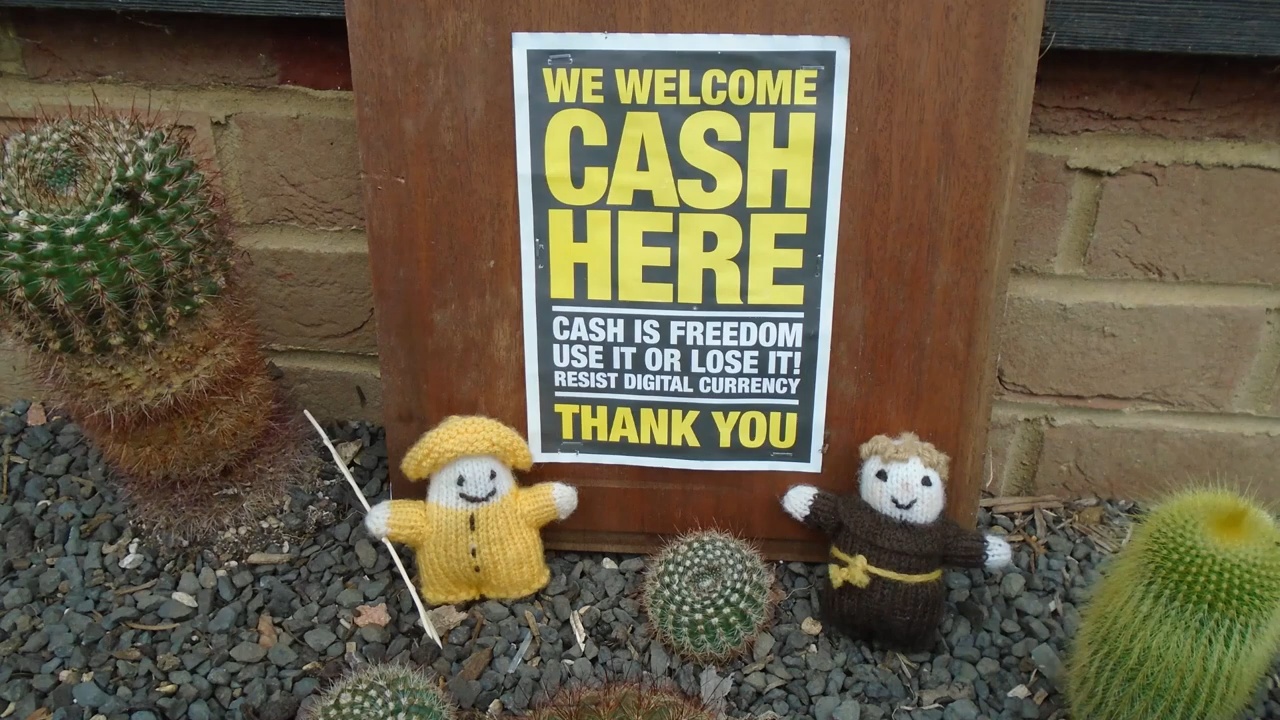 WE WELCOME
CASH
HERE
CASH IS FREEDOM
USE IT OR LOSE IT!
RESIST DIGITAL CURRENCY
THANK YOU